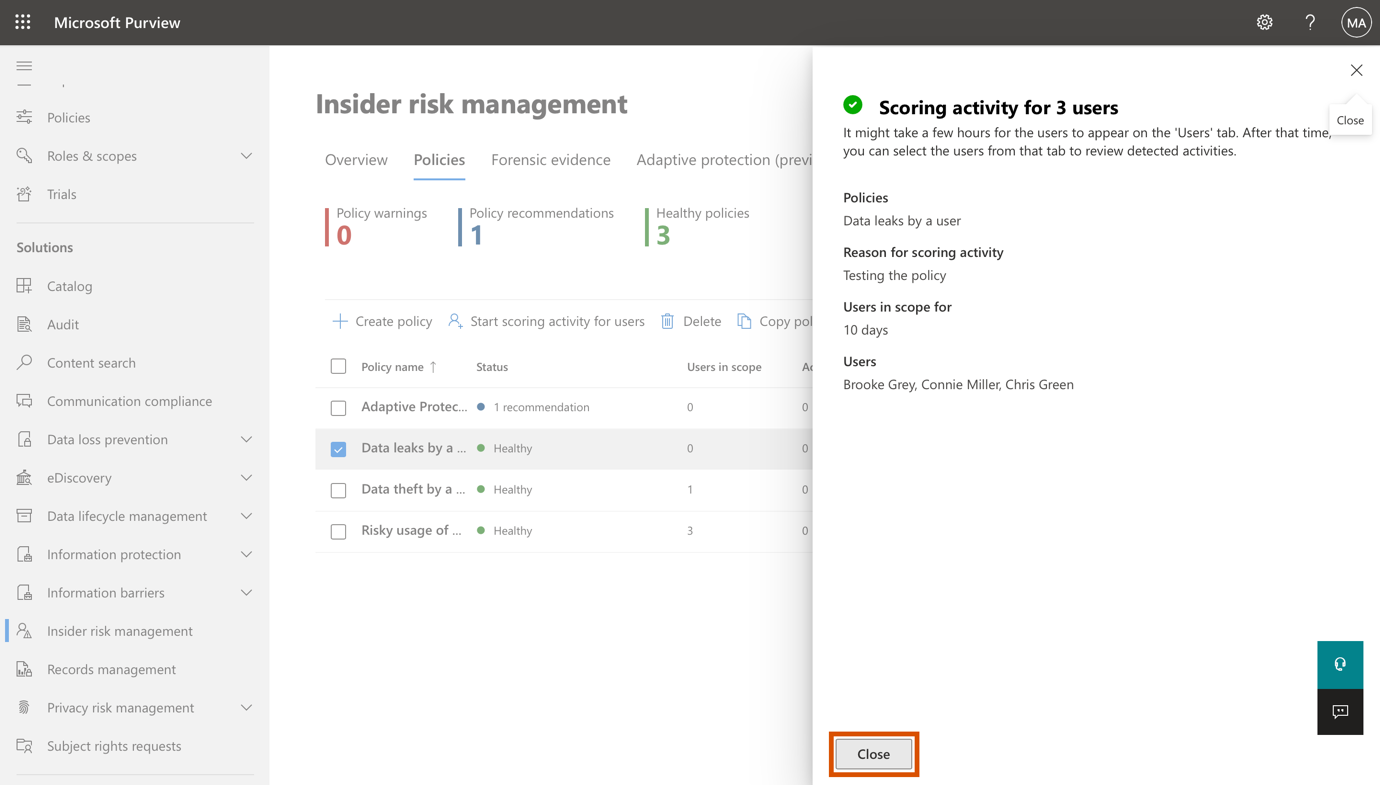 Microsoft Purview
MA
Policies
Roles & scopes
Trials
Solutions
Catalog
Audit
Content search
Communication compliance
Data loss prevention
eDiscovery
Data lifecycle management
Information protection
Information barriers
Insider risk management
Records management
Privacy risk management
Subject rights requests
Insider risk management
Overview Policies Forensic evidence Adaptive protection (previ
Policy warnings Policy recommendations Healthy policies
0 1 3
Create policy Start scoring activity for users Delete Copy pol
Policy name ↑ Status Users in scope Ac
Adaptive Protec... 1 recommendation 0 0
Data leaks by a ... Healthy 0 0
Data theft by a ... Healthy 1 0
Risky usage of ... Healthy 3 0
Close
Scoring activity for 3 users
It might take a few hours for the users to appear on the 'Users' tab. After that time,
you can select the users from that tab to review detected activities.
Policies
Data leaks by a user
Reason for scoring activity
Testing the policy
Users in scope for
10 days
Users
Brooke Grey, Connie Miller, Chris Green
Close